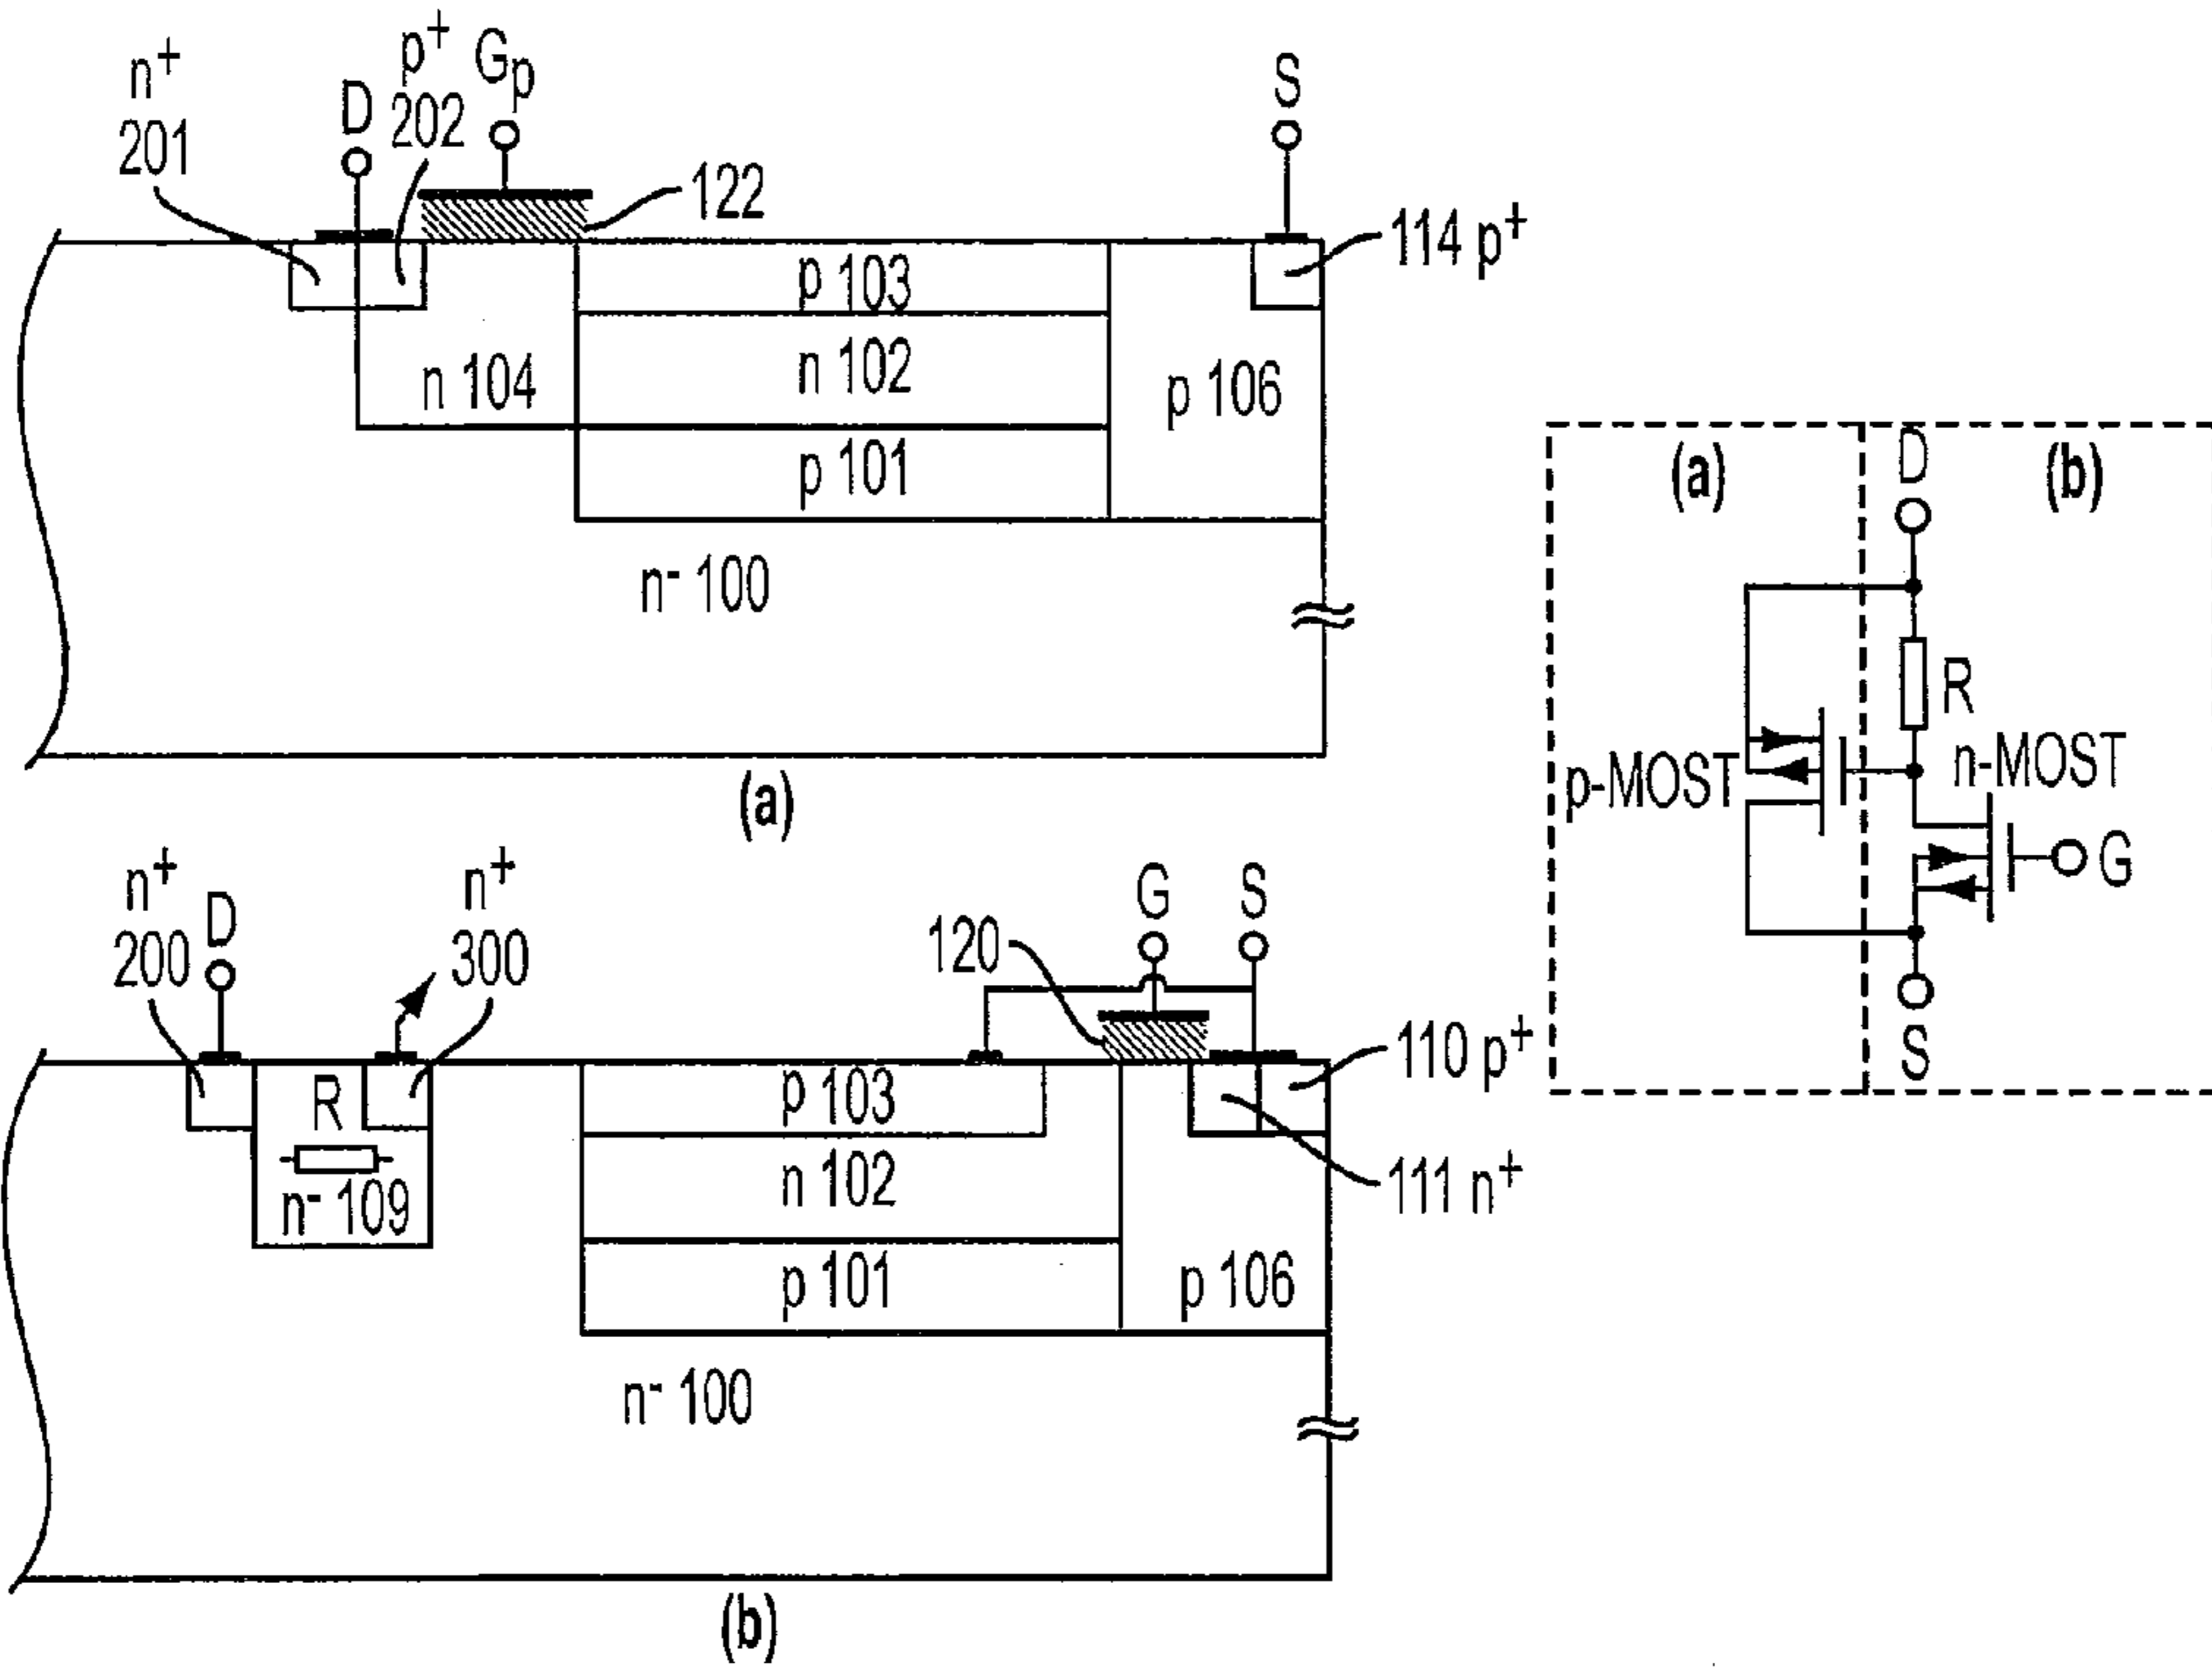 n+
201
D
p+
202
Gp
S
122
114 p+
p 103
n 102
n 104
p 101
p 106
n- 100
(a)
n+
200
D
n+
300
120
G
S
110 p+
R
n- 109
p 103
n 102
p 101
p 106
111 n+
n- 100
(b)
(a)
D
(b)
R
p-MOST
n-MOST
G
S